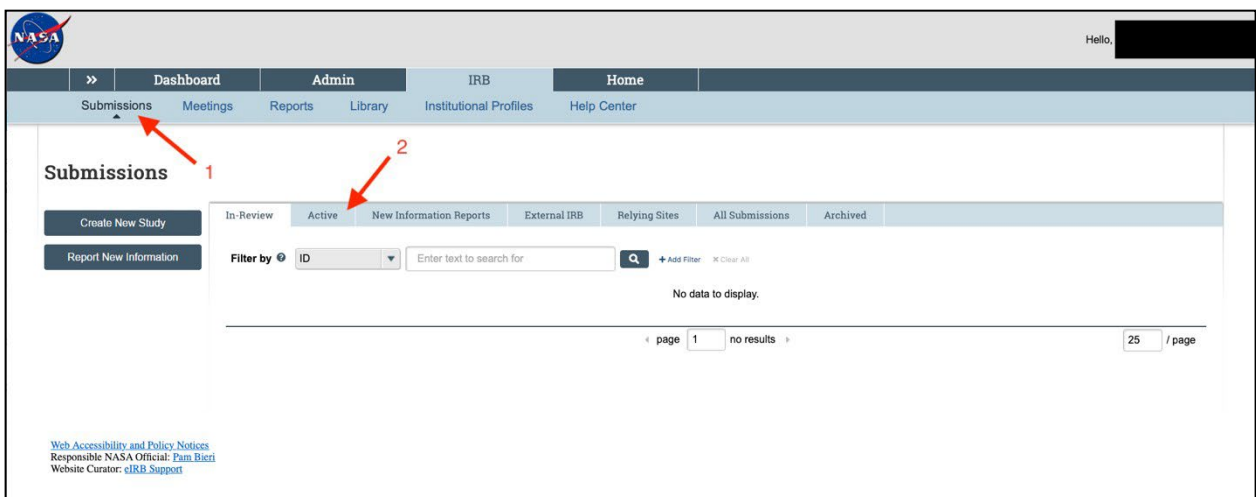 NASA
Hello,
» Dashboard Admin IRB Home
Submissions Meetings Reports Library Institutional Profiles Help Center
1
2
Submissions
Create New Study
Report New Information
In-Review Active New Information Reports External IRB Relying Sites All Submissions Archived
Filter by ? ID Enter text to search for + Add Filter × Clear All
No data to display.
page 1 no results 25 / page
Web Accessibility and Policy Notices
Responsible NASA Official: Pam Bieri
Website Curator: eIRB Support